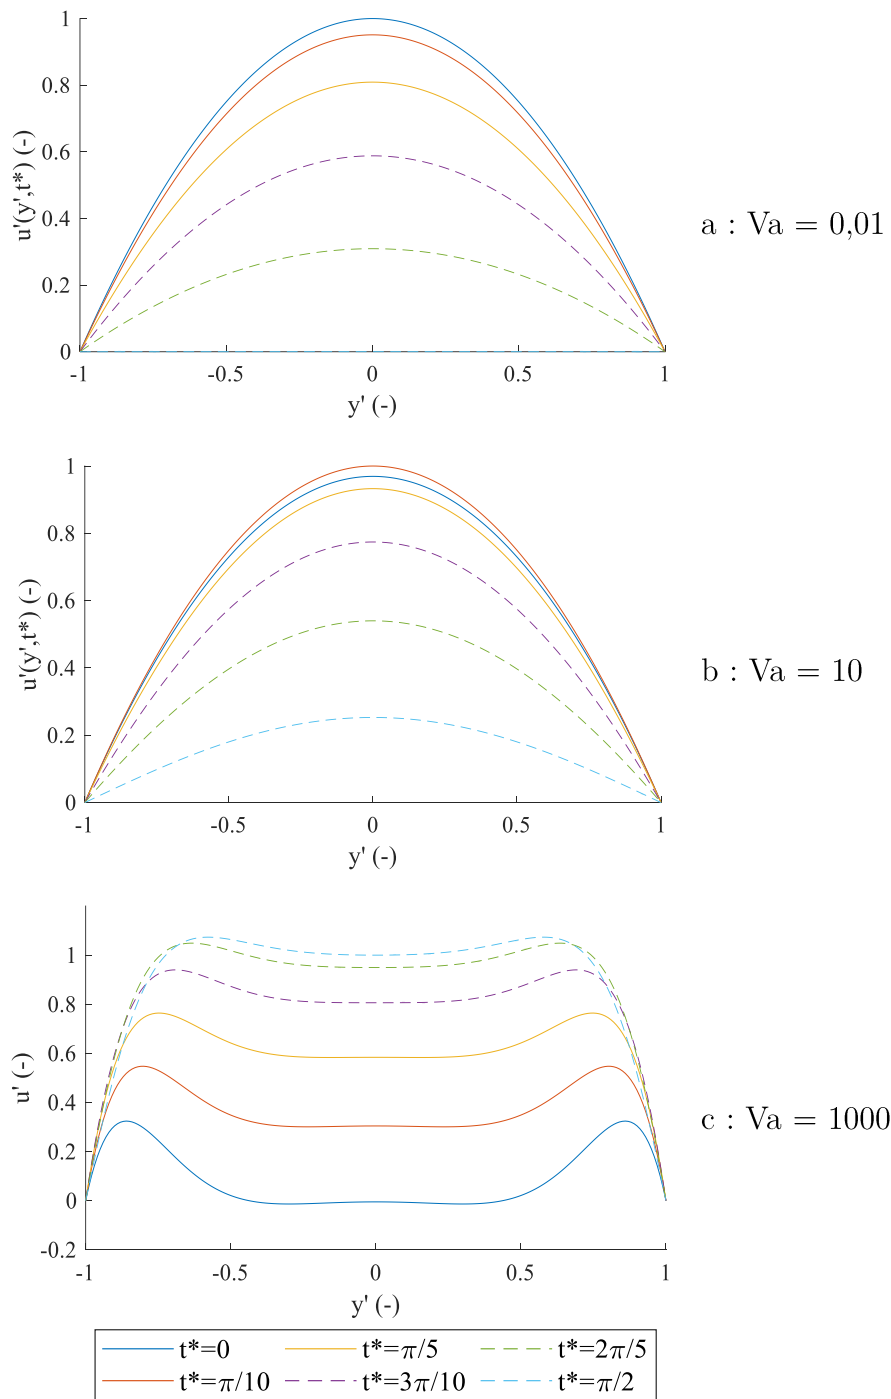 1
0.8
0.6
0.4
0.2
0
u'(y',t*) (-)
-1 -0.5 0 0.5 1
y' (-)
a : Va = 0,01
1
0.8
0.6
0.4
0.2
0
u'(y',t*) (-)
-1 -0.5 0 0.5 1
y' (-)
b : Va = 10
1
0.8
0.6
0.4
0.2
0
-0.2
u' (-)
-1 -0.5 0 0.5 1
y' (-)
c : Va = 1000
t*=0 t*=π/5 t*=2π/5
t*=π/10 t*=3π/10 t*=π/2